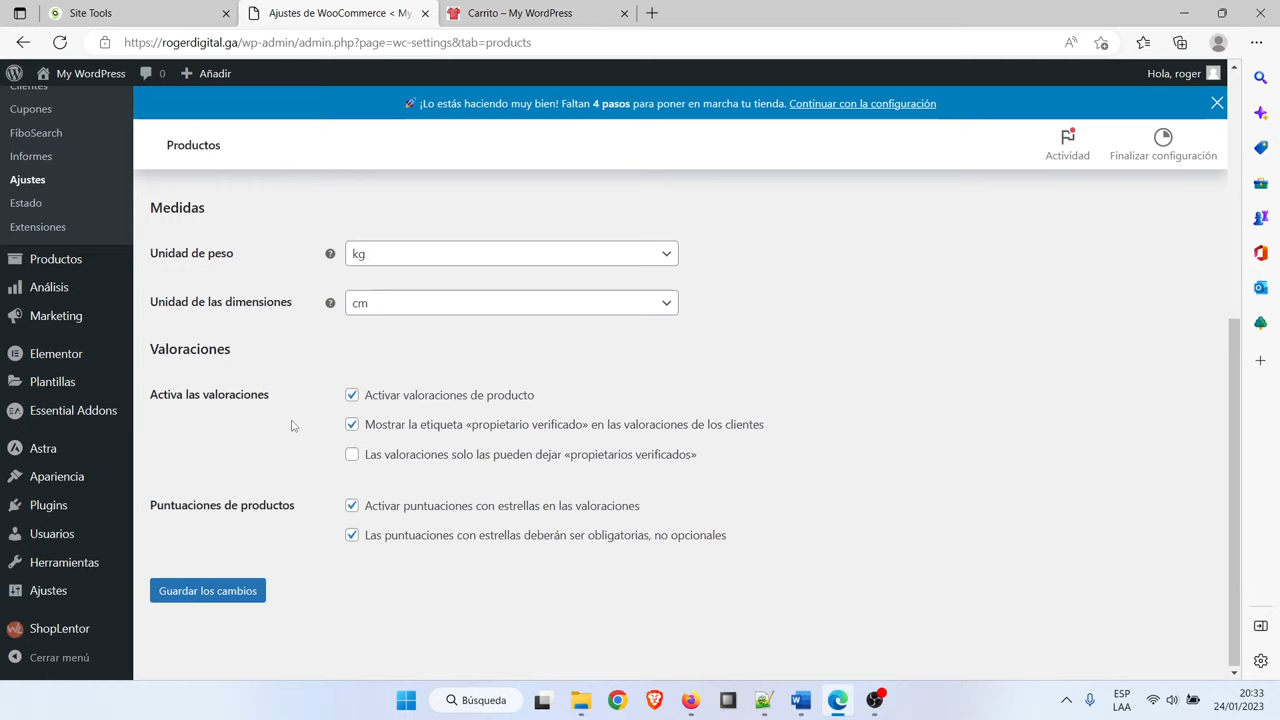 Site Tools
Ajustes de WooCommerce < My
Carrito – My WordPress
https://rogerdigital.ga/wp-admin/admin.php?page=wc-settings&tab=products
My WordPress
0
Añadir
Hola, roger
Clientes
Cupones
FiboSearch
Informes
Ajustes
Estado
Extensiones
Productos
Análisis
Marketing
Elementor
Plantillas
Essential Addons
Astra
Apariencia
Plugins
Usuarios
Herramientas
Ajustes
ShopLentor
Cerrar menú
🚀 ¡Lo estás haciendo muy bien! Faltan 4 pasos para poner en marcha tu tienda. Continuar con la configuración
Productos
Actividad
Finalizar configuración
Medidas
Unidad de peso
kg
Unidad de las dimensiones
cm
Valoraciones
Activa las valoraciones
Activar valoraciones de producto
Mostrar la etiqueta «propietario verificado» en las valoraciones de los clientes
Las valoraciones solo las pueden dejar «propietarios verificados»
Puntuaciones de productos
Activar puntuaciones con estrellas en las valoraciones
Las puntuaciones con estrellas deberán ser obligatorias, no opcionales
Guardar los cambios
Búsqueda
ESP
LAA
20:33
24/01/2023